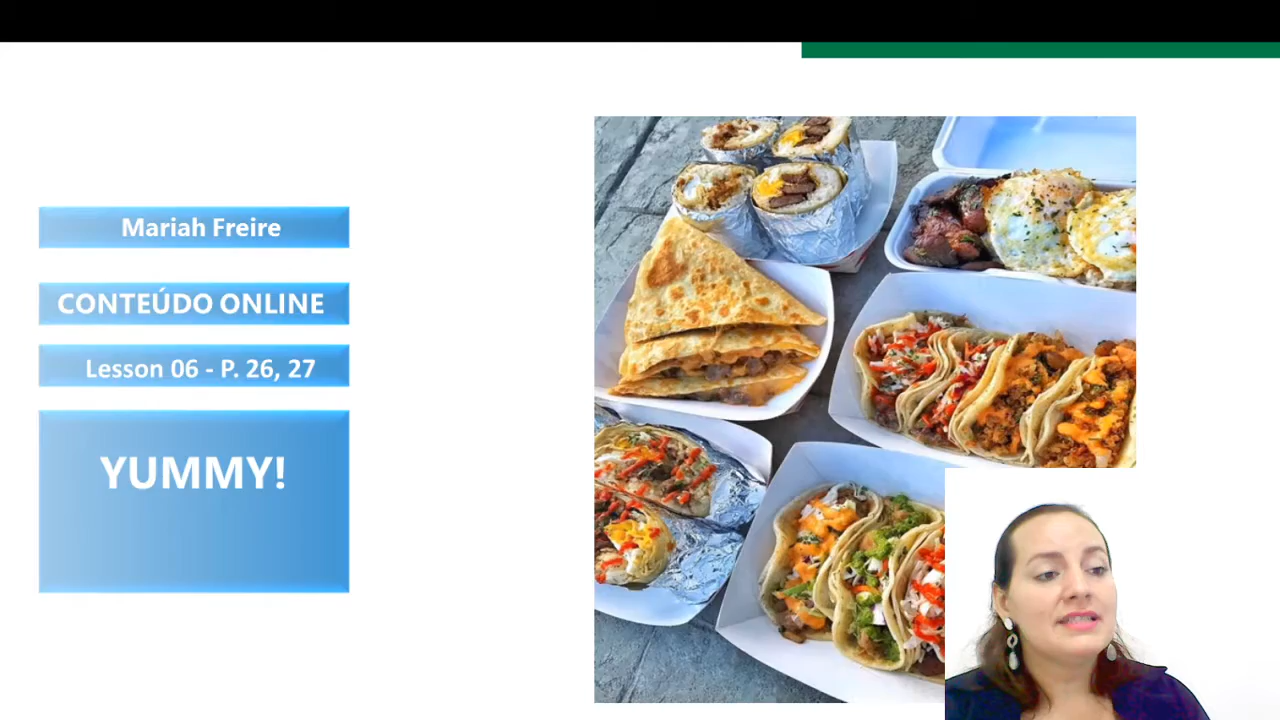 Mariah Freire
CONTEÚDO ONLINE
Lesson 06 - P. 26, 27
YUMMY!